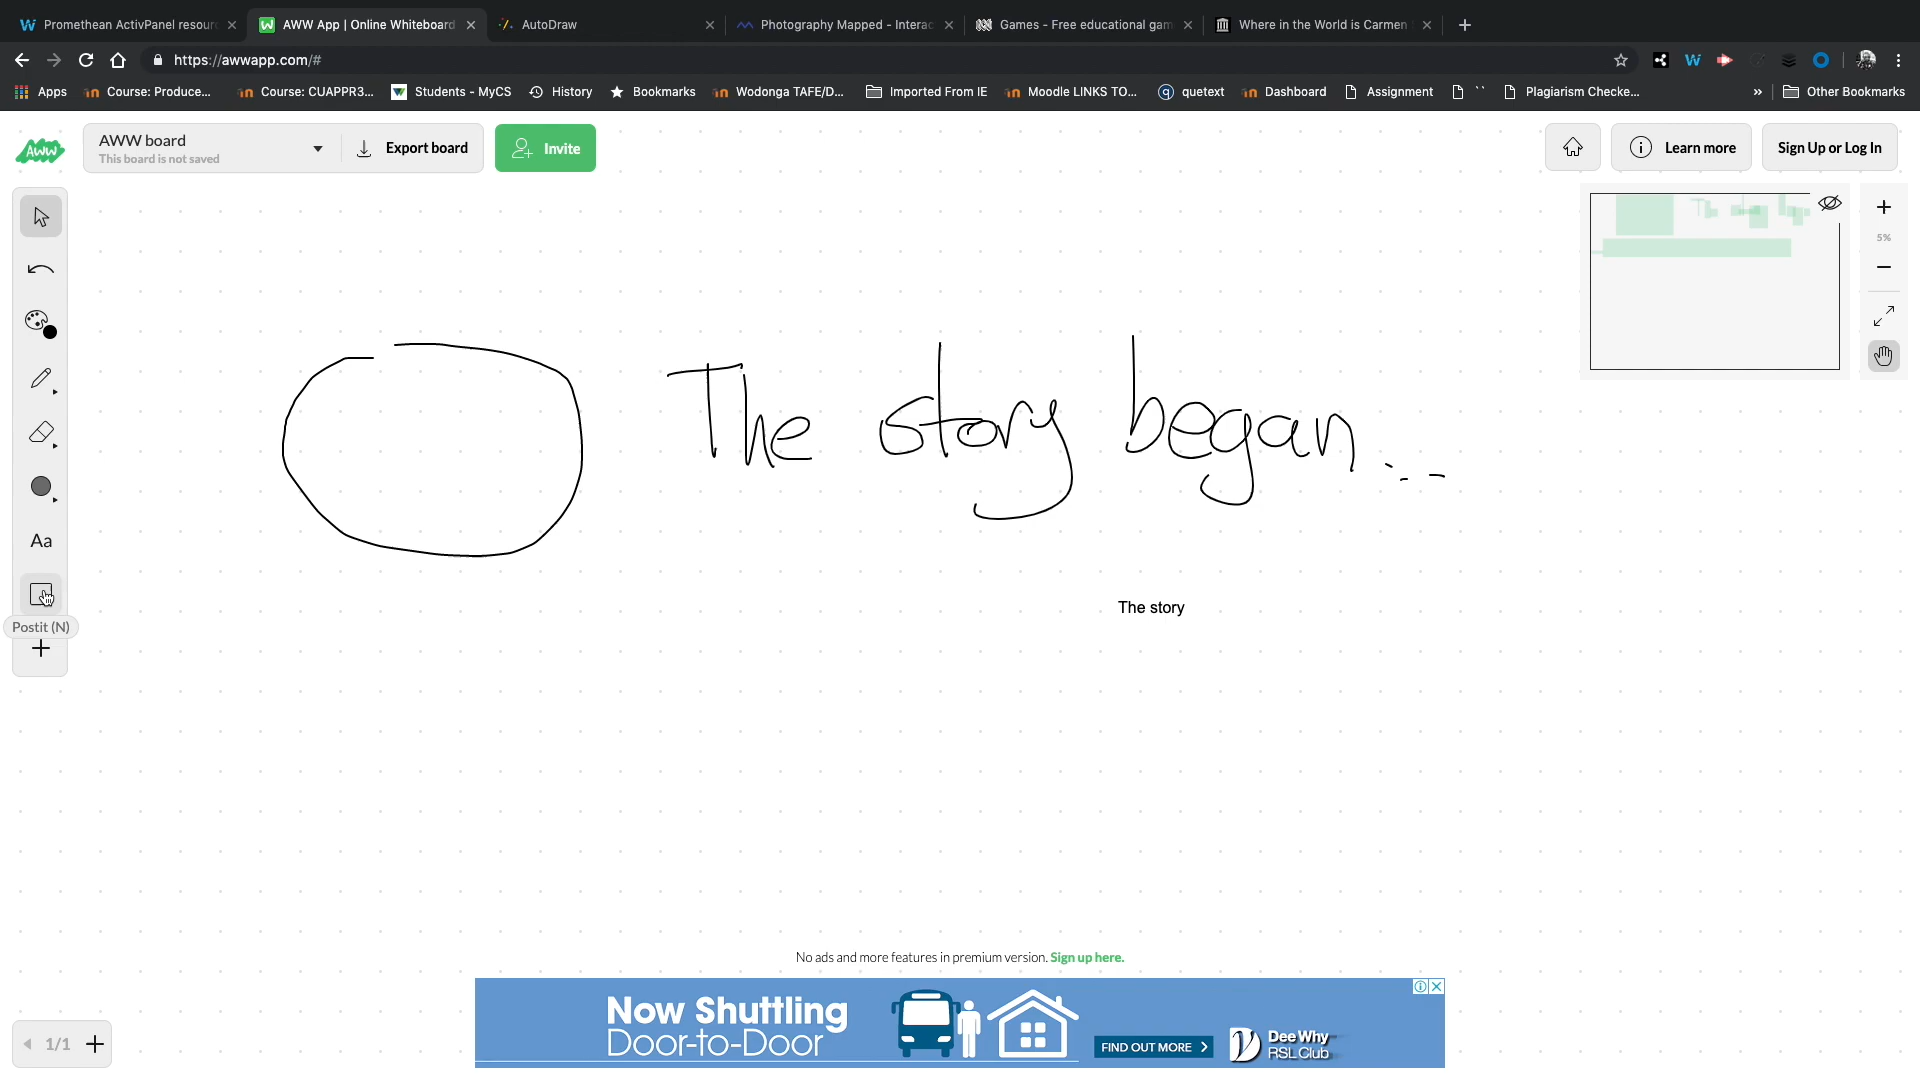 Promethean ActivPanel resourc
AWW App | Online Whiteboard
AutoDraw
Photography Mapped - Interac
Games - Free educational gam
Where in the World is Carmen
https://awwapp.com/#
Apps
Course: Produce...
Course: CUAPPR3...
Students - MyCS
History
Bookmarks
Wodonga TAFE/D...
Imported From IE
Moodle LINKS TO...
quetext
Dashboard
Assignment
``
Plagiarism Checke...
»
Other Bookmarks
AWW
AWW board
This board is not saved
Export board
Invite
Learn more
Sign Up or Log In
5%
The story began...
Aa
The story
Postit (N)
No ads and more features in premium version. Sign up here.
Now Shuttling
Door-to-Door
FIND OUT MORE
Dee Why
RSL Club
1/1